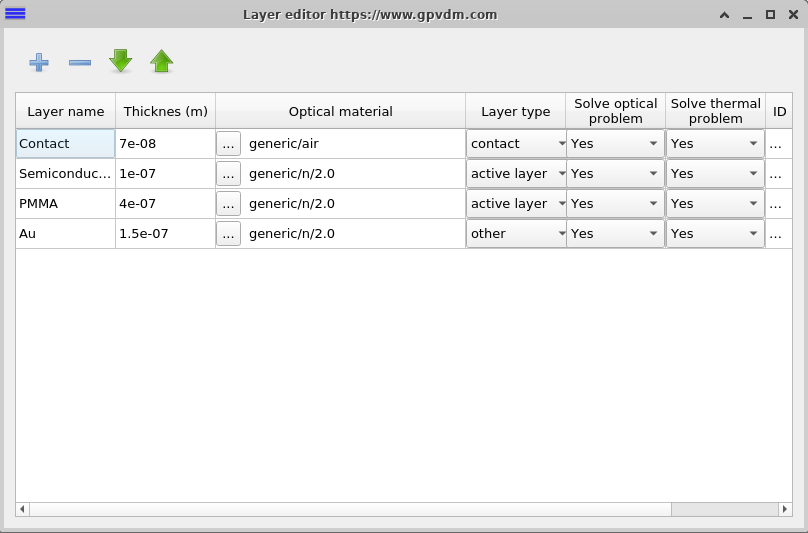 Layer editor https://www.gpvdm.com
Layer name Thicknes (m) Optical material Layer type Solve optical problem Solve thermal problem ID
Contact 7e-08 ... generic/air contact Yes Yes ...
Semiconduc... 1e-07 ... generic/n/2.0 active layer Yes Yes ...
PMMA 4e-07 ... generic/n/2.0 active layer Yes Yes ...
Au 1.5e-07 ... generic/n/2.0 other Yes Yes ...